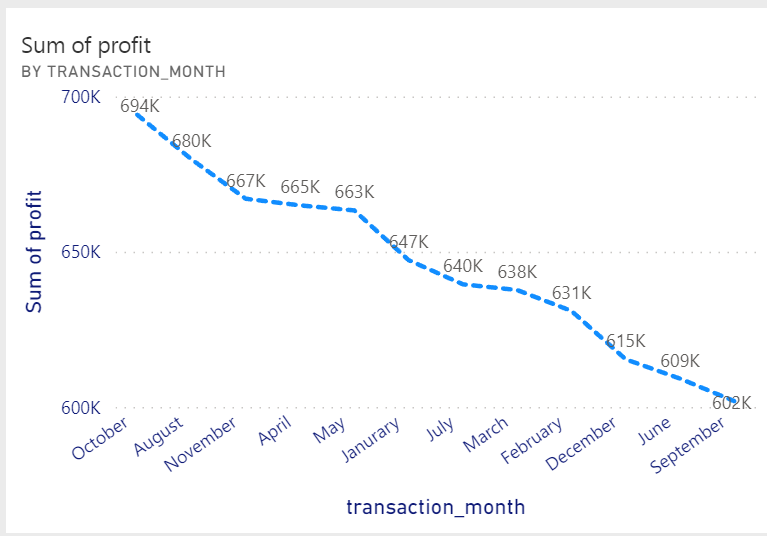 Sum of profit
BY TRANSACTION_MONTH
700K
694K
680K
667K
665K
663K
Sum of profit
650K
647K
640K
638K
631K
615K
609K
600K
602K
October
August
November
April
May
Janurary
July
March
February
December
June
September
transaction_month